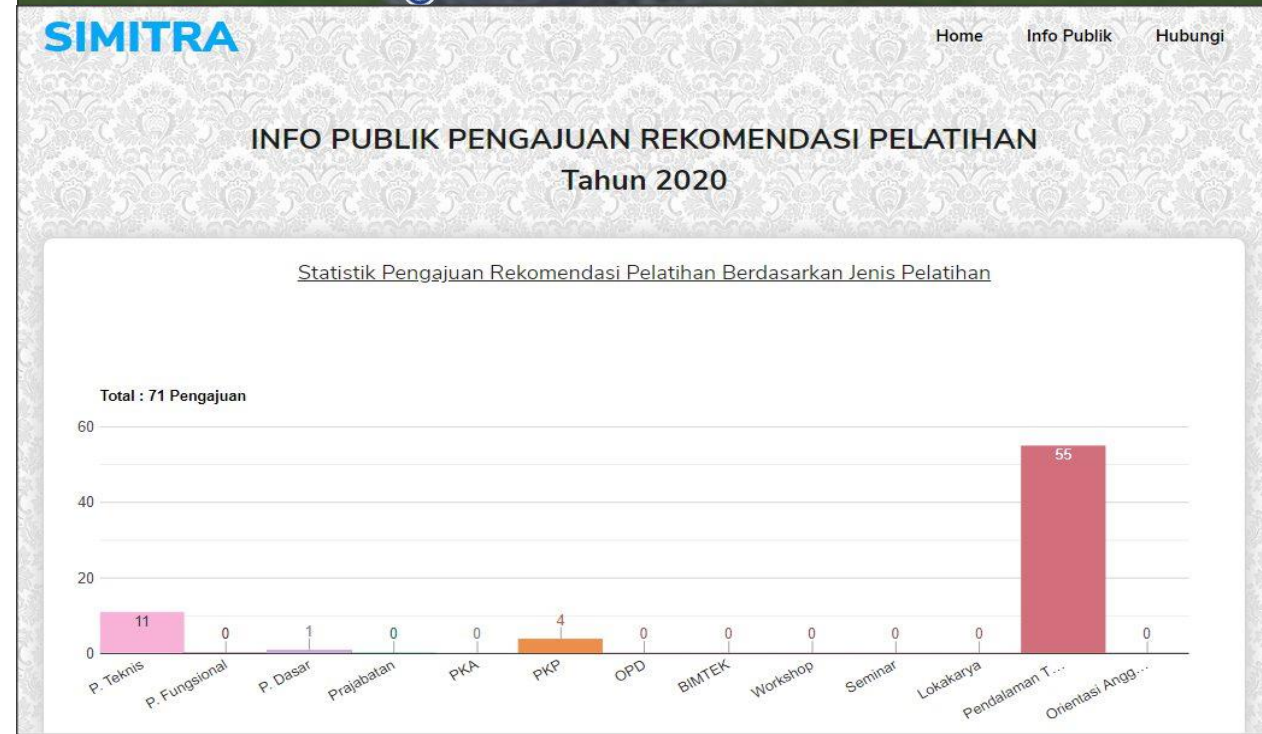 SIMITRA
Home Info Publik Hubungi
INFO PUBLIK PENGAJUAN REKOMENDASI PELATIHAN
Tahun 2020
Statistik Pengajuan Rekomendasi Pelatihan Berdasarkan Jenis Pelatihan
Total : 71 Pengajuan
60
40
20
0
11
0
1
0
0
4
0
0
0
0
0
55
0
P. Teknis
P. Fungsional
P. Dasar
Prajabatan
PKA
PKP
OPD
BIMTEK
Workshop
Seminar
Lokakarya
Pendalaman T...
Orientasi Angg...